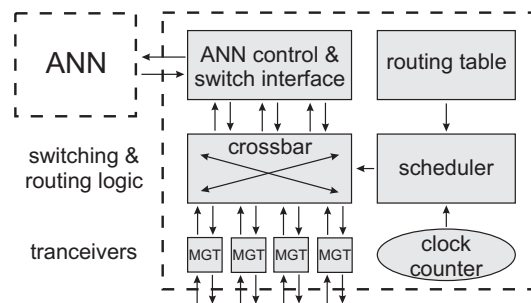 ANN
ANN control &
switch interface
routing table
switching &
routing logic
crossbar
scheduler
tranceivers
MGT
MGT
MGT
MGT
clock
counter